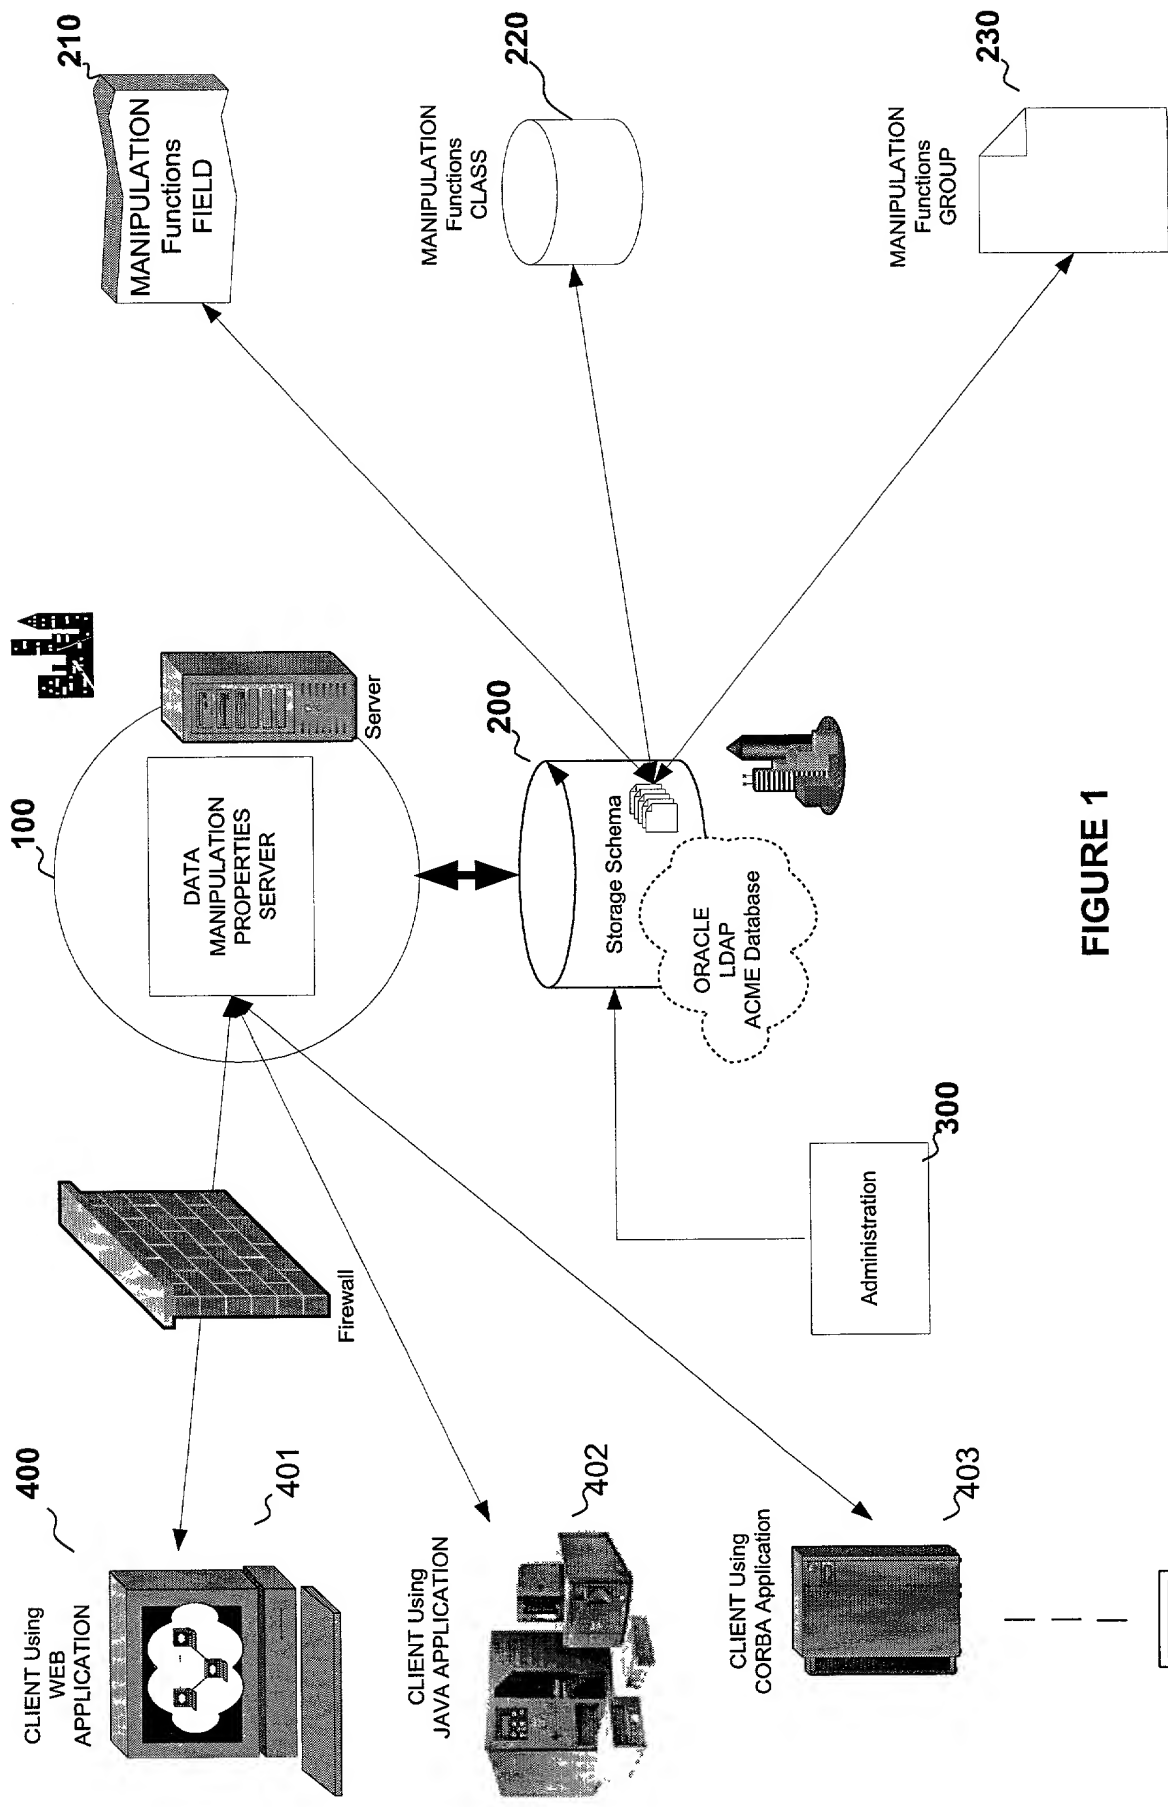 400
CLIENT Using
WEB
APPLICATION
401
Firewall
100
DATA
MANIPULATION
PROPERTIES
SERVER
Server
210
MANIPULATION
Functions
FIELD
CLIENT Using
JAVA APPLICATION
402
200
Storage Schema
ORACLE
LDAP
ACME Database
MANIPULATION
Functions
CLASS
220
CLIENT Using
CORBA Application
403
Administration
300
MANIPULATION
Functions
GROUP
230
FIGURE 1